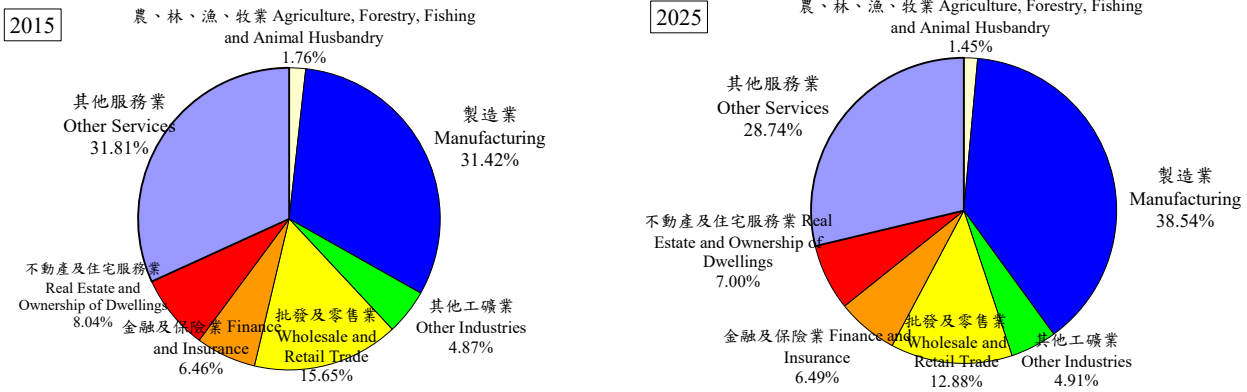 2015
農、林、漁、牧業 Agriculture, Forestry, Fishing
and Animal Husbandry
1.76%
製造業
Manufacturing
31.42%
其他工礦業
Other Industries
4.87%
批發及零售業
Wholesale and
Retail Trade
15.65%
金融及保險業 Finance
and Insurance
6.46%
不動產及住宅服務業
Real Estate and
Ownership of Dwellings
8.04%
其他服務業
Other Services
31.81%
2025
農、林、漁、牧業 Agriculture, Forestry, Fishing
and Animal Husbandry
1.45%
製造業
Manufacturing
38.54%
其他工礦業
Other Industries
4.91%
批發及零售業
Wholesale and
Retail Trade
12.88%
金融及保險業 Finance and
Insurance
6.49%
不動產及住宅服務業 Real
Estate and Ownership of
Dwellings
7.00%
其他服務業
Other Services
28.74%